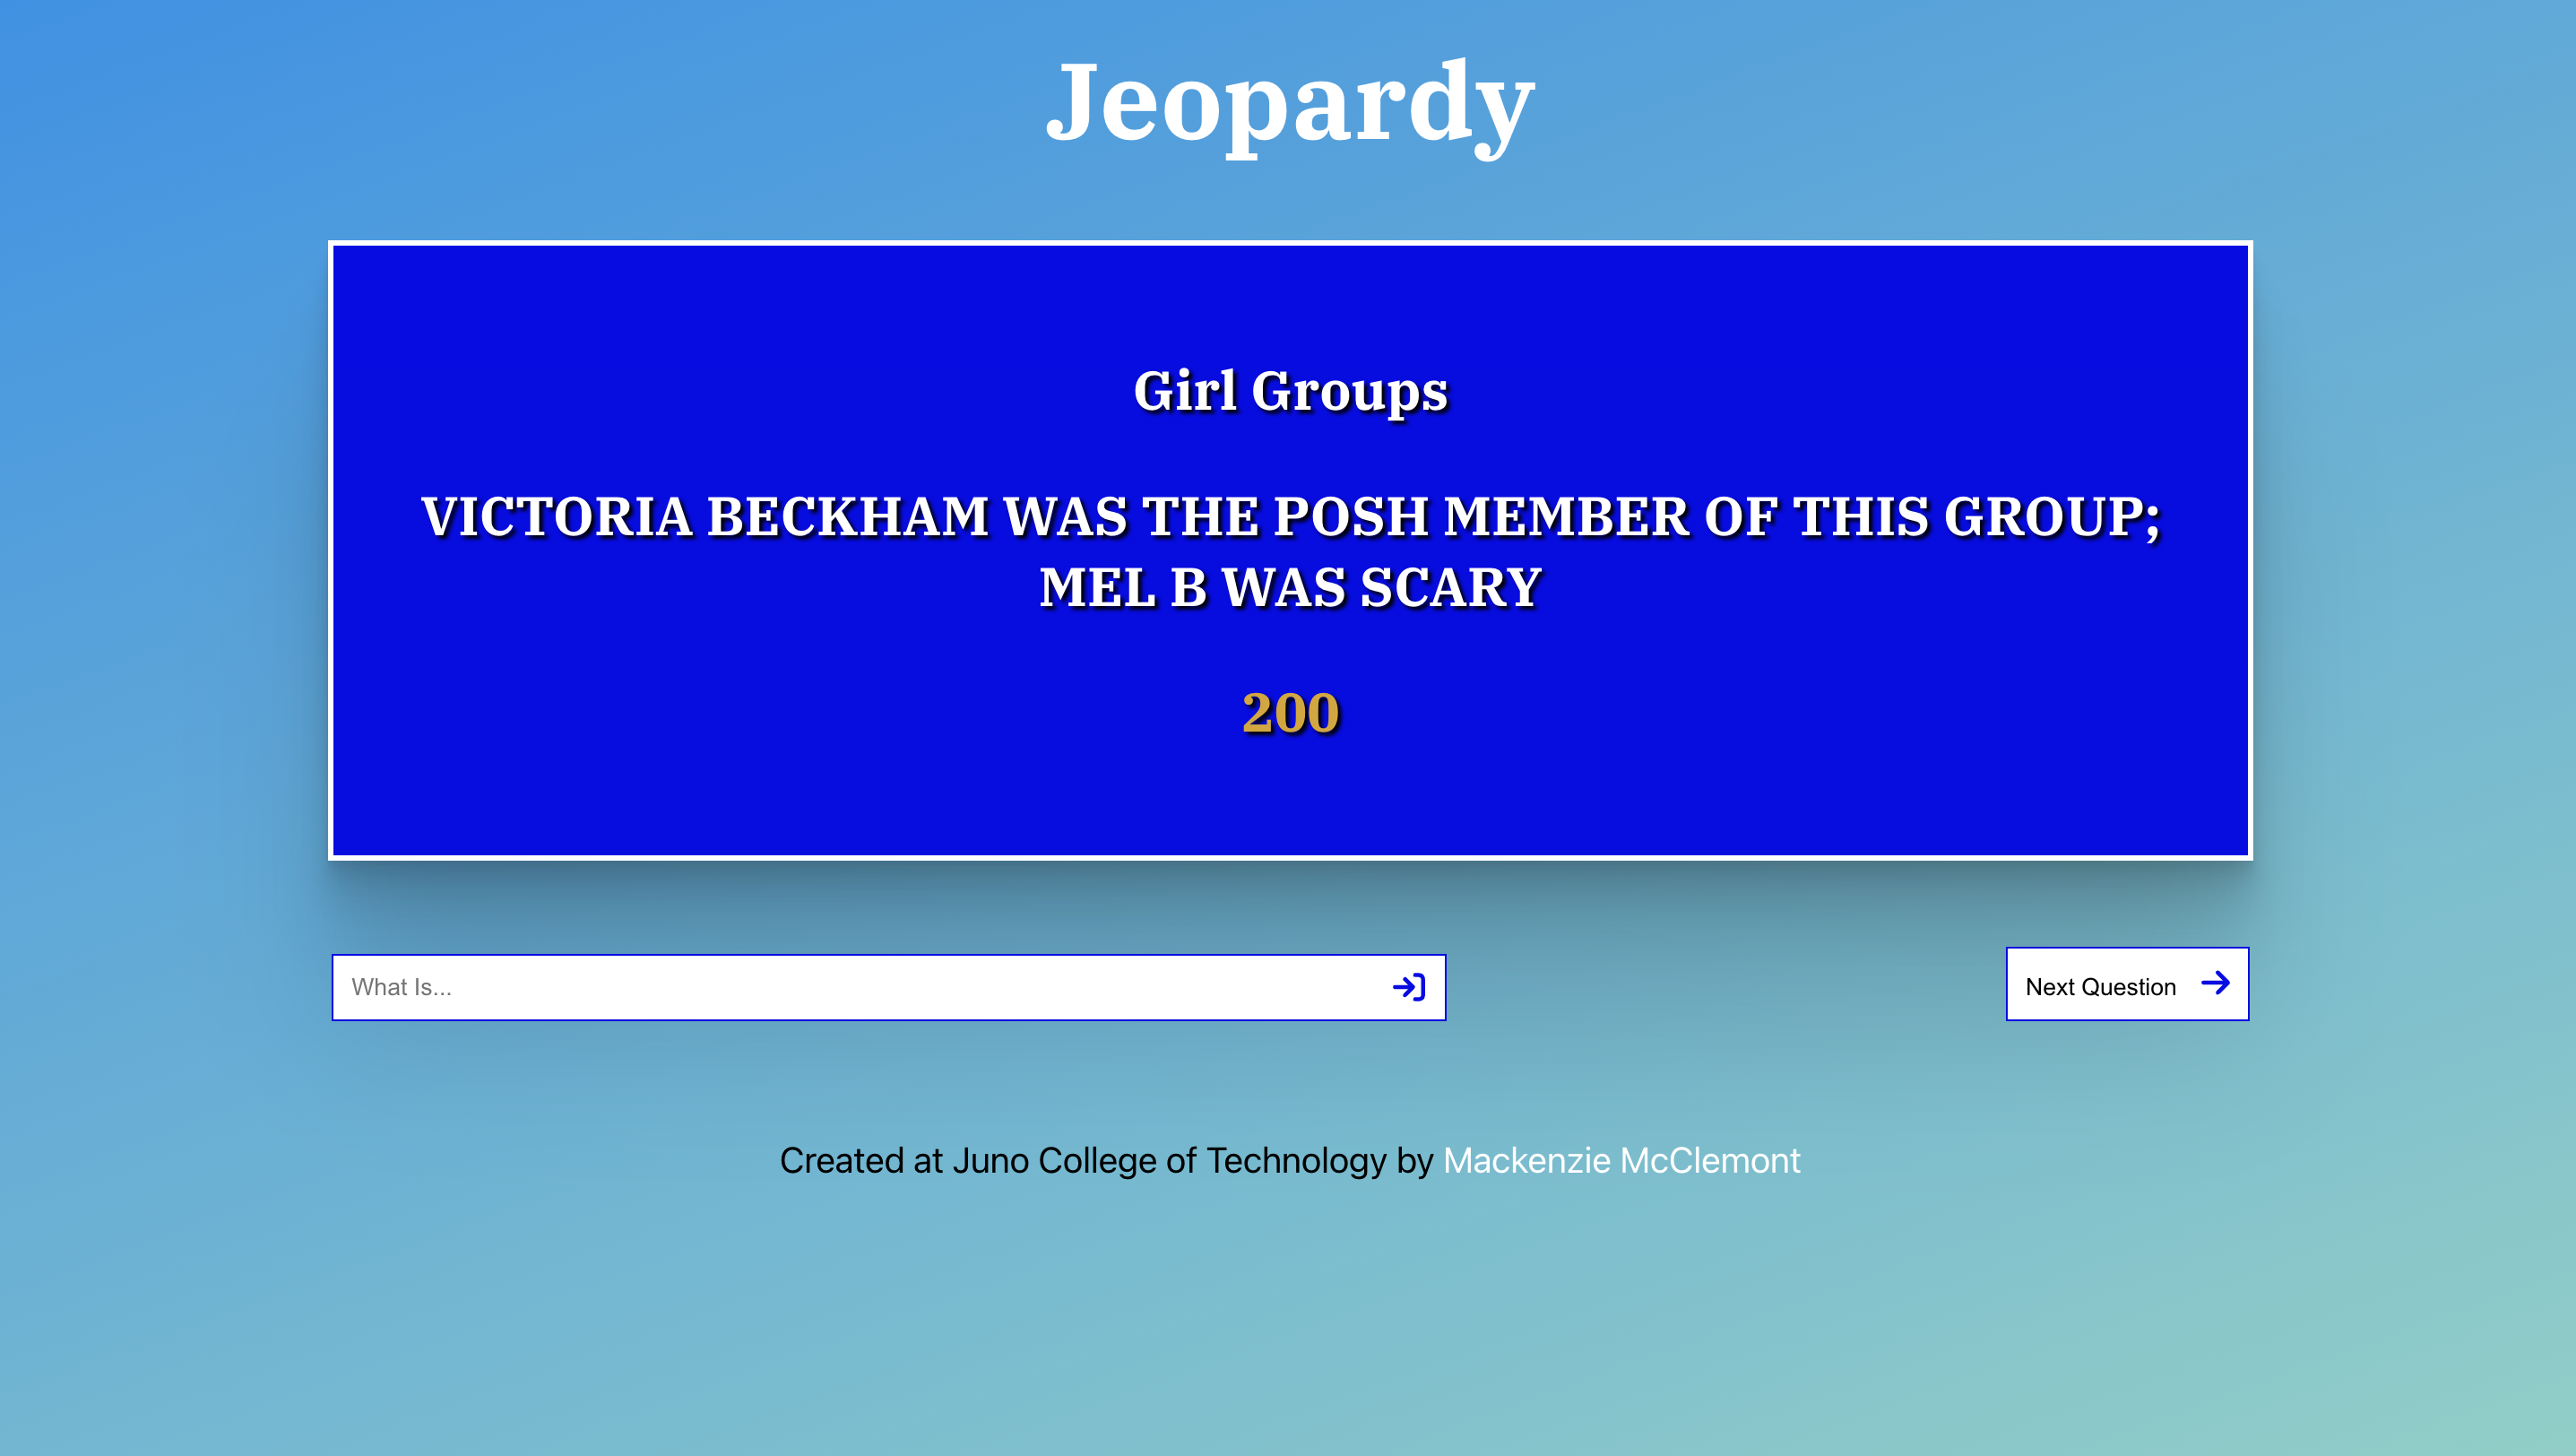 Jeopardy
Girl Groups
VICTORIA BECKHAM WAS THE POSH MEMBER OF THIS GROUP;
MEL B WAS SCARY
200
What Is...
Next Question
Created at Juno College of Technology by Mackenzie McClemont